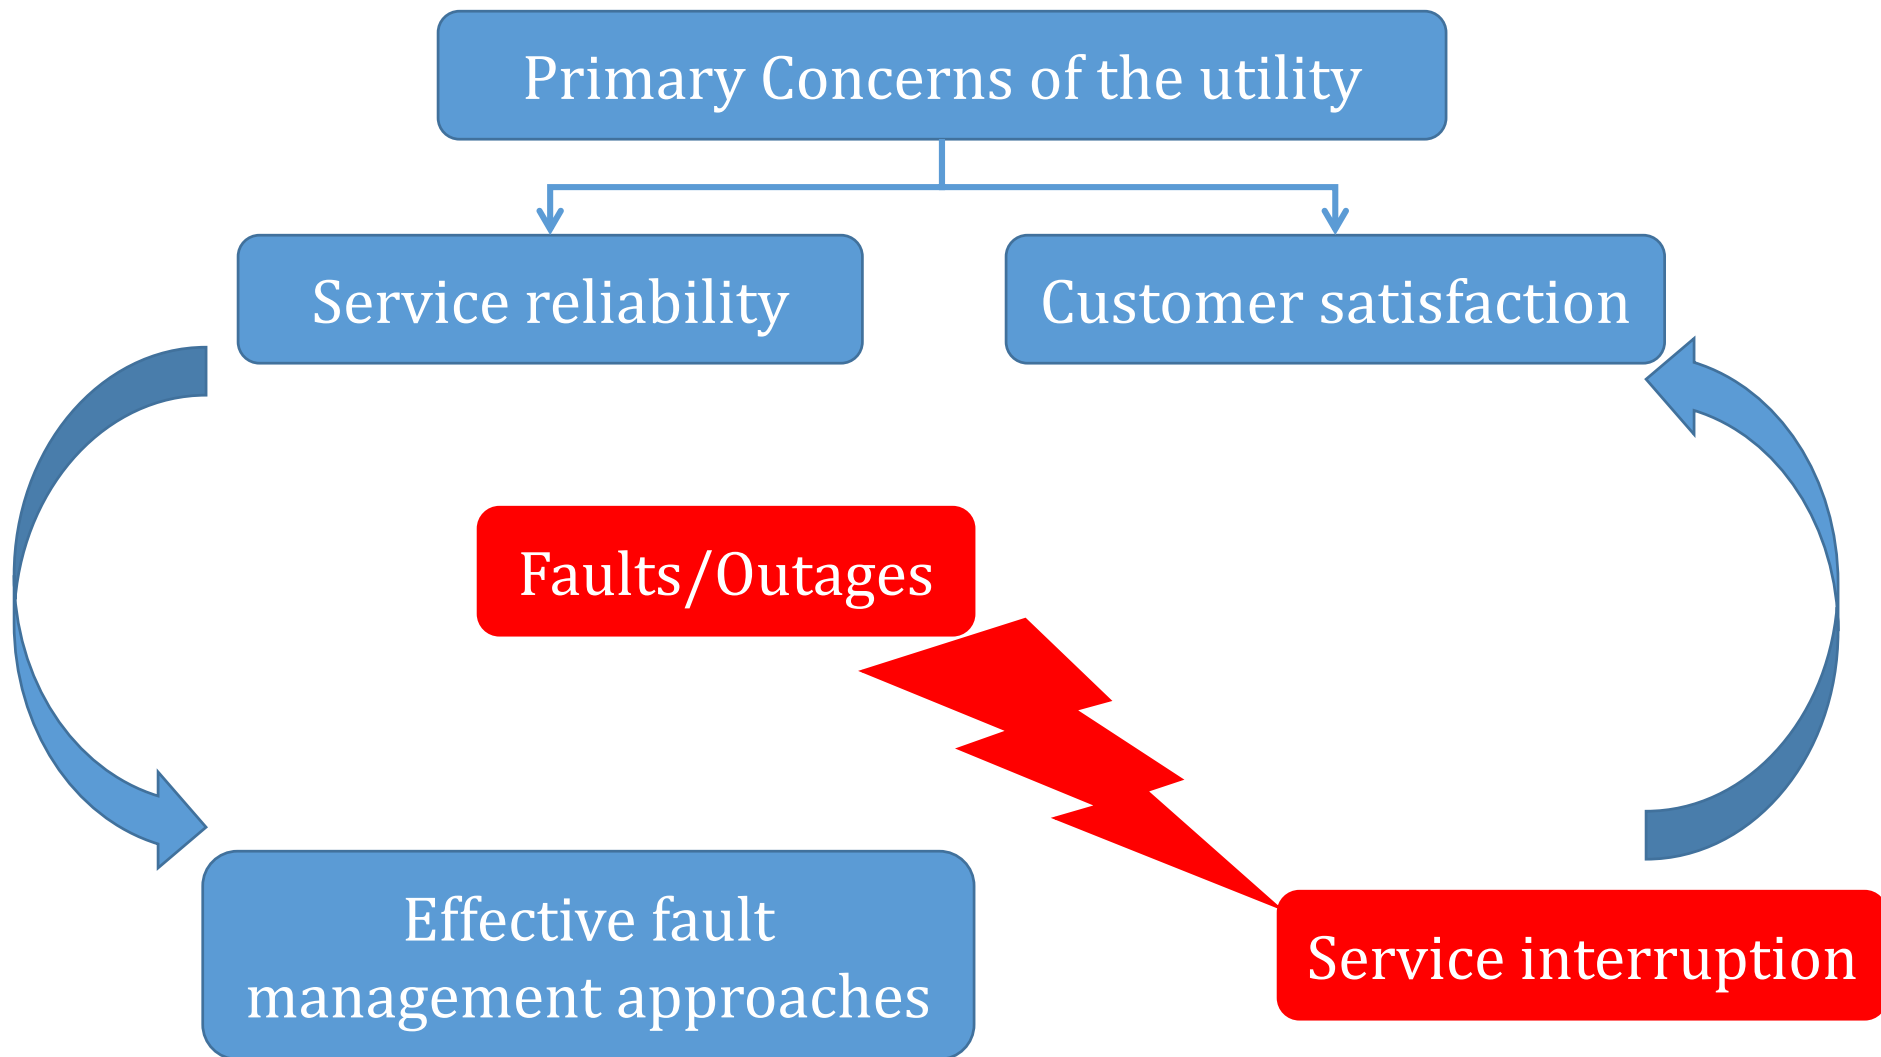 Primary Concerns of the utility
Service reliability
Customer satisfaction
Faults/Outages
Effective fault
management approaches
Service interruption